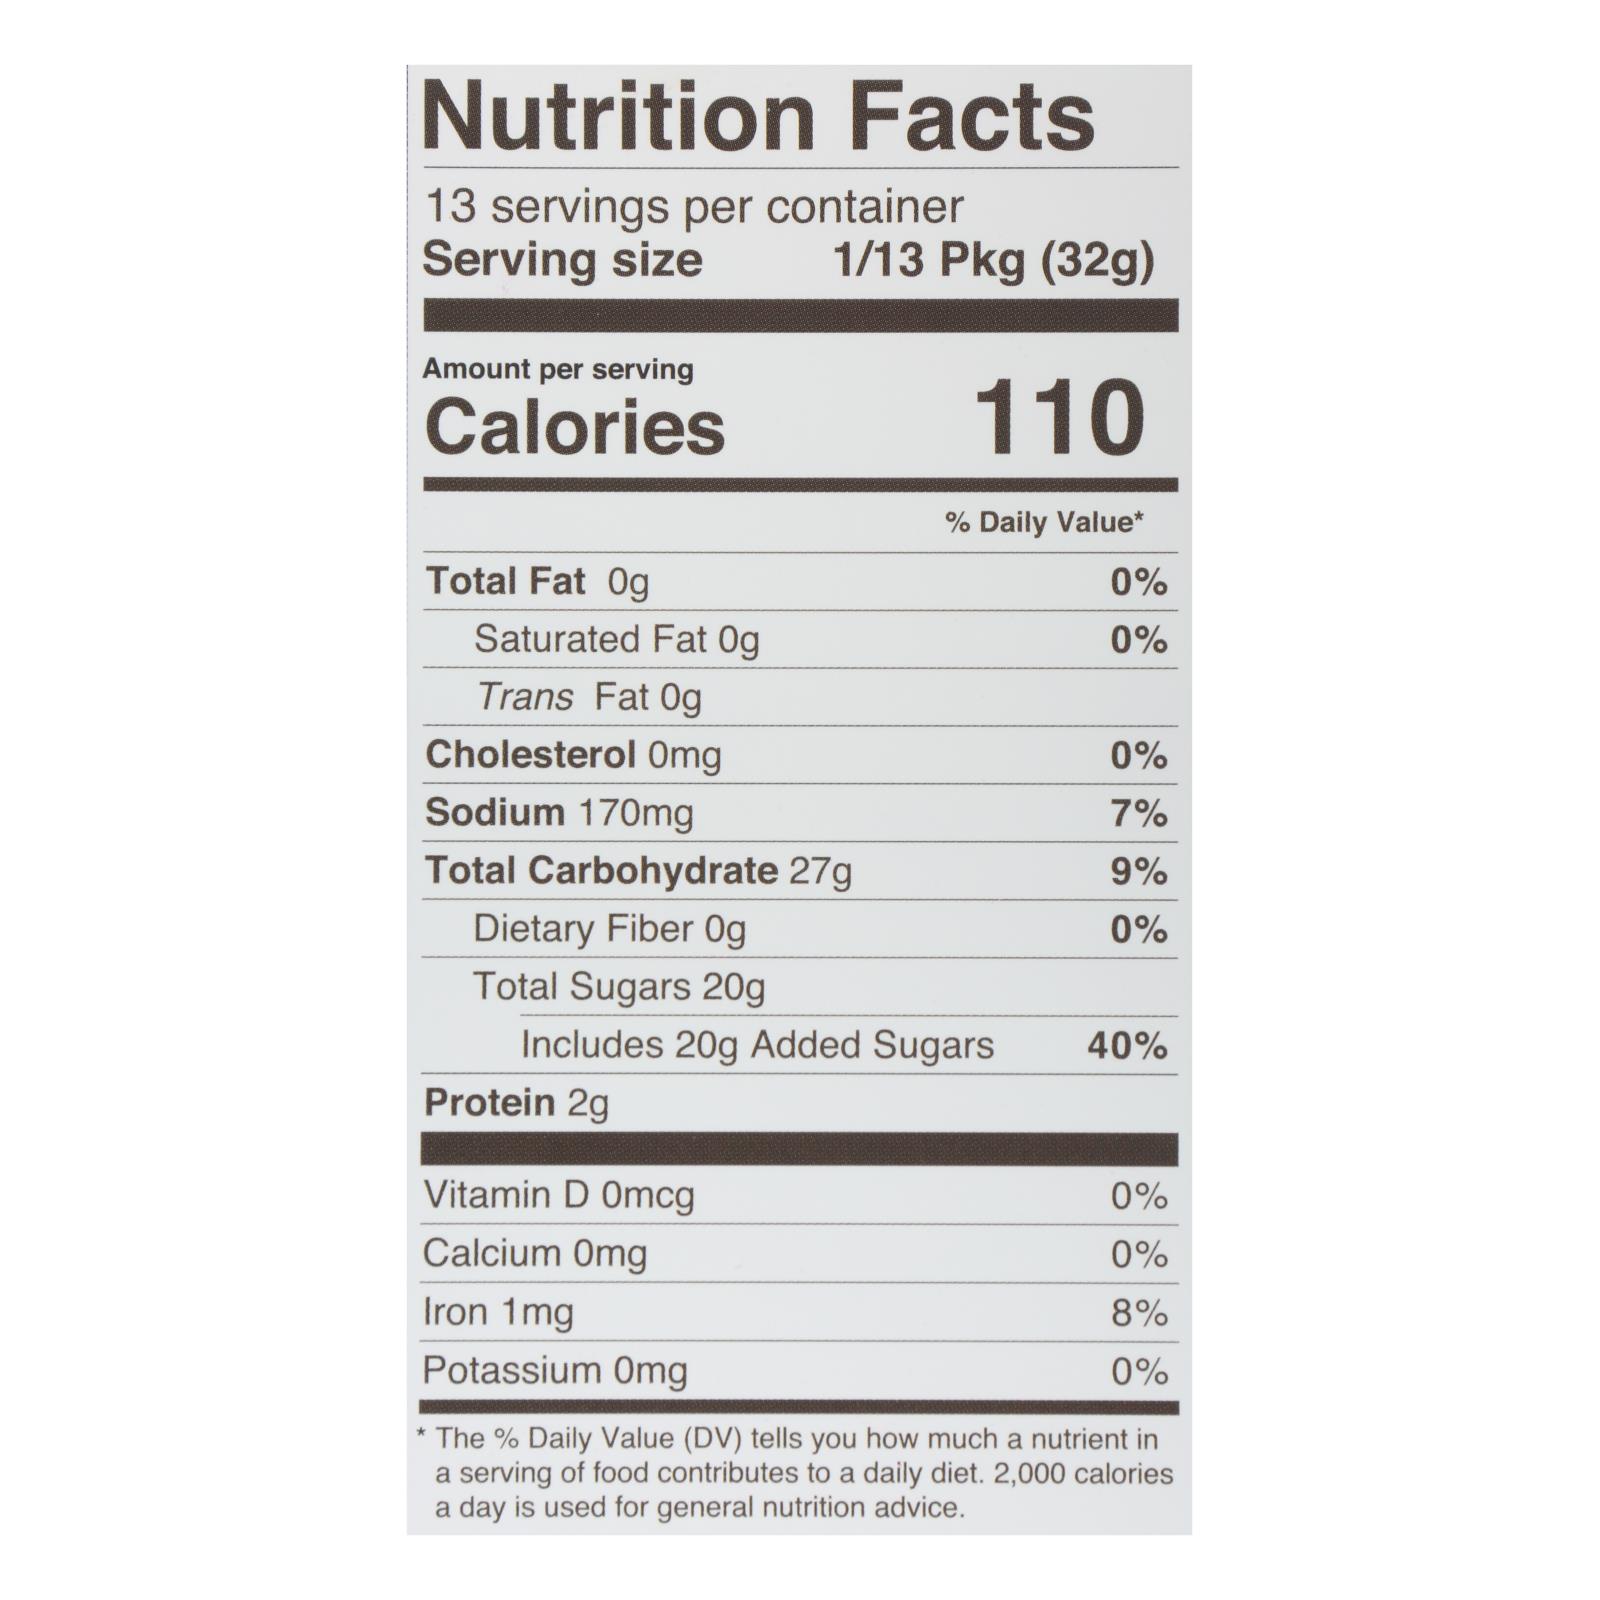 Nutrition Facts
13 servings per container
Serving size 1/13 Pkg (32g)
Amount per serving
Calories 110
% Daily Value*
Total Fat 0g 0%
Saturated Fat 0g 0%
Trans Fat 0g
Cholesterol 0mg 0%
Sodium 170mg 7%
Total Carbohydrate 27g 9%
Dietary Fiber 0g 0%
Total Sugars 20g
Includes 20g Added Sugars 40%
Protein 2g
Vitamin D 0mcg 0%
Calcium 0mg 0%
Iron 1mg 8%
Potassium 0mg 0%
* The % Daily Value (DV) tells you how much a nutrient in
a serving of food contributes to a daily diet. 2,000 calories
a day is used for general nutrition advice.